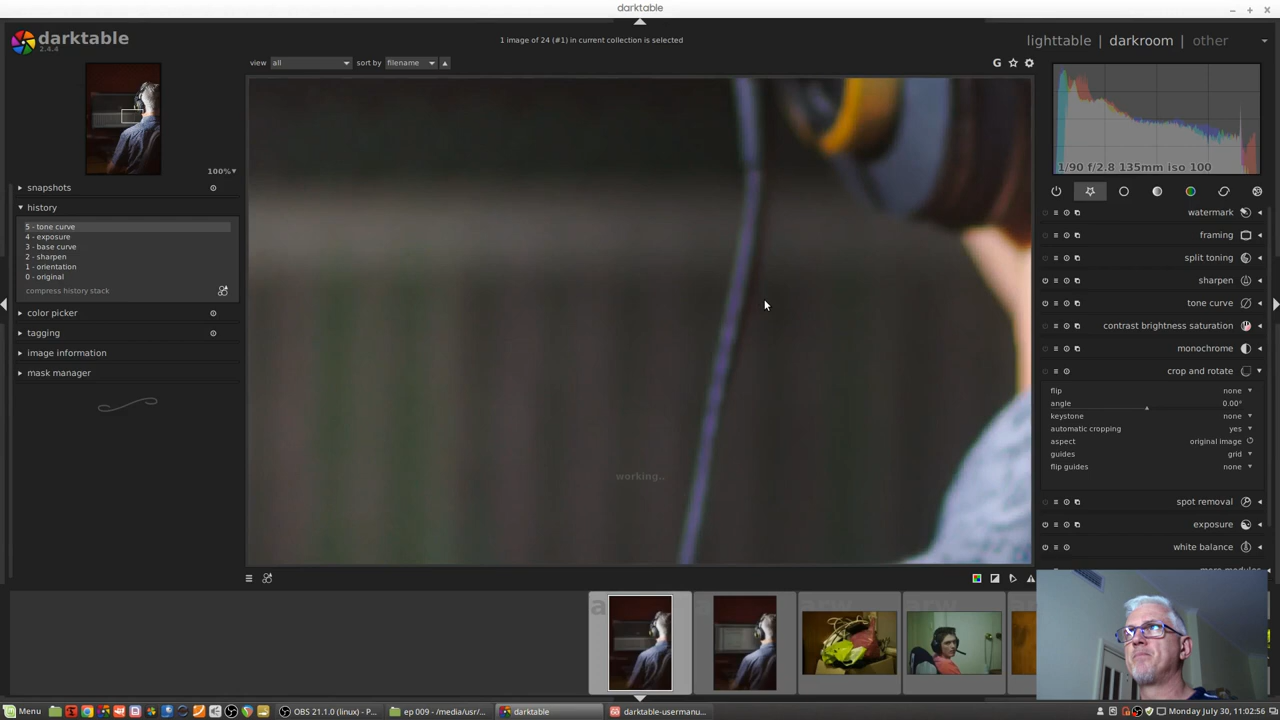 darktable
darktable
2.4.4
1 image of 24 (#1) in current collection is selected
lighttable | darkroom | other
view all sort by filename
G
100%
snapshots
history
5 - tone curve
4 - exposure
3 - base curve
2 - sharpen
1 - orientation
0 - original
compress history stack
color picker
tagging
image information
mask manager
working..
1/90 f/2.8 135mm iso 100
watermark
framing
split toning
sharpen
tone curve
contrast brightness saturation
monochrome
crop and rotate
flip none
angle 0.00°
keystone none
automatic cropping yes
aspect original image
guides grid
flip guides none
spot removal
exposure
white balance
Menu
OBS 21.1.0 (linux) - P...
ep 009 - /media/usr/...
darktable
darktable-usermanu...
Monday July 30, 11:02:56